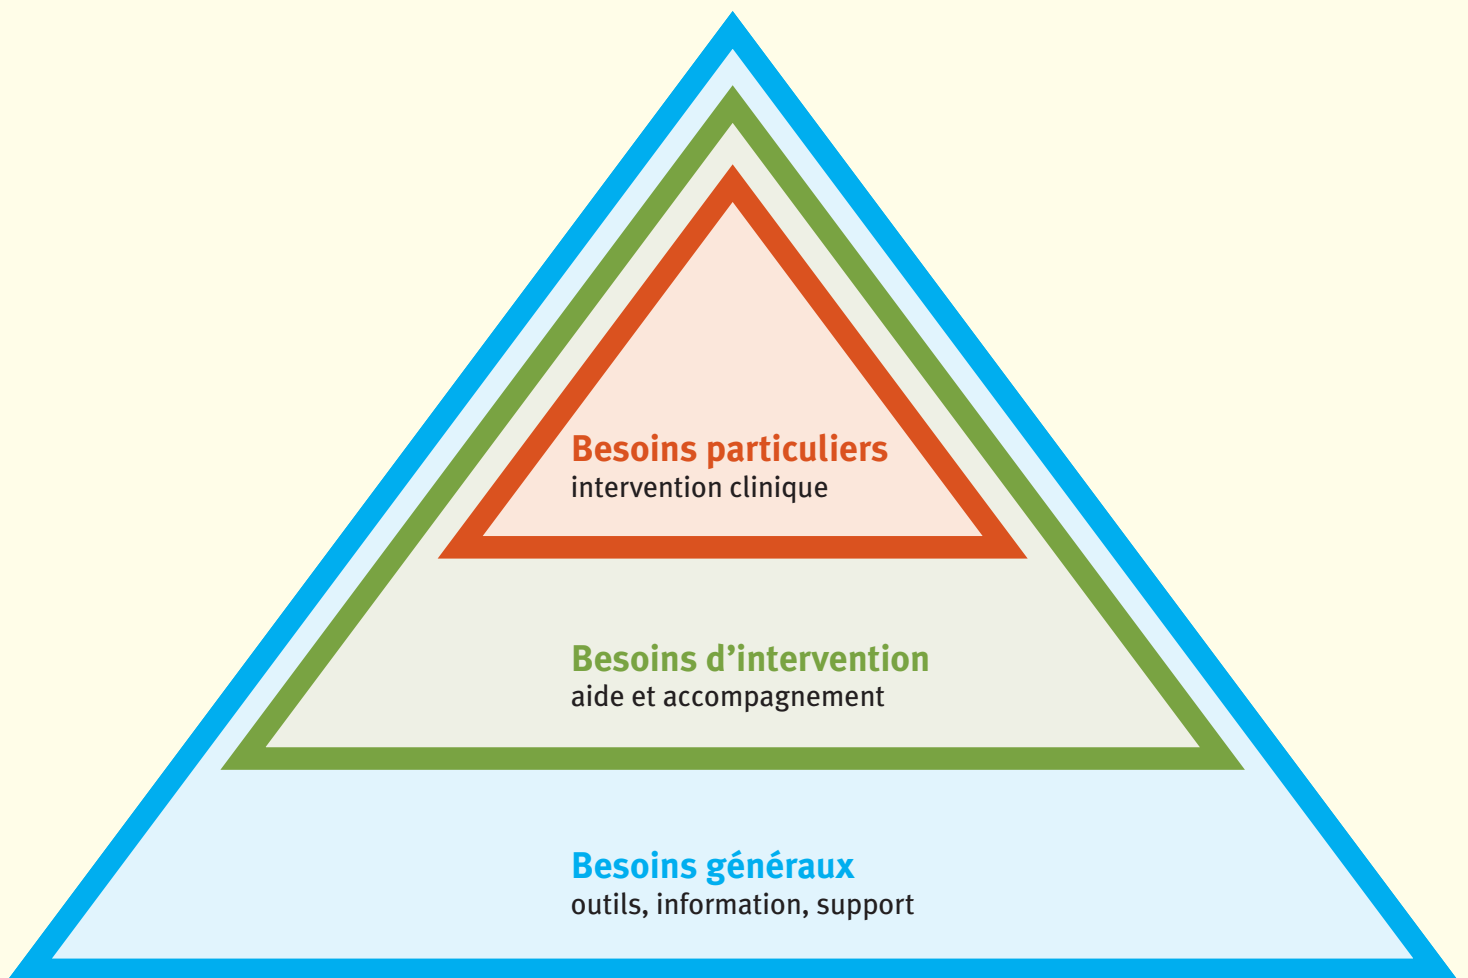 Besoins particuliers
intervention clinique
Besoins d’intervention
aide et accompagnement
Besoins généraux
outils, information, support